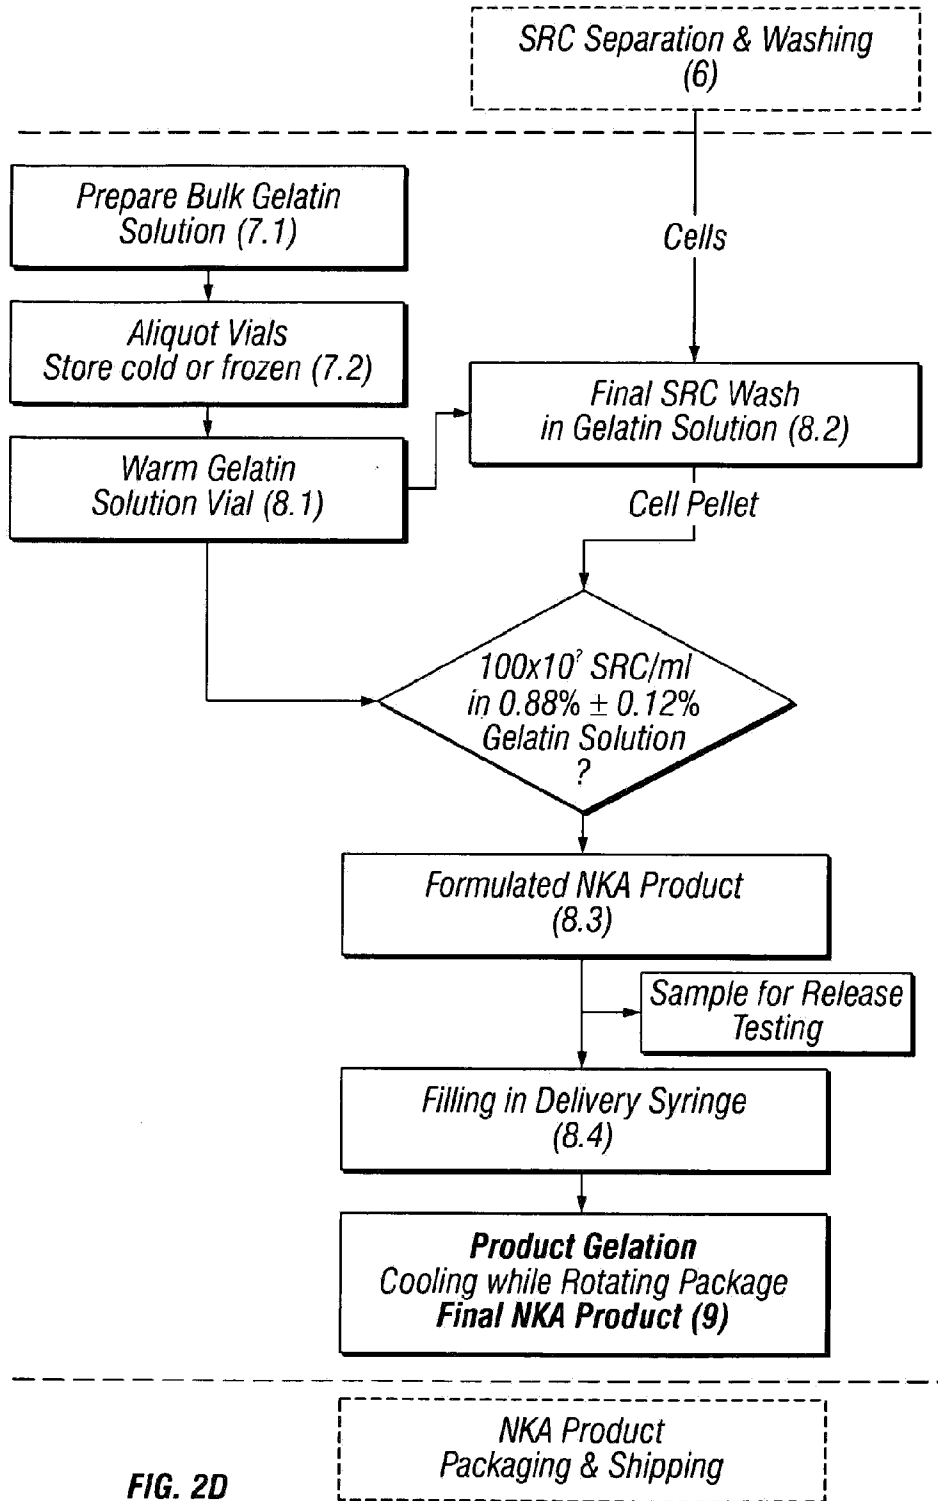 SRC Separation & Washing
(6)
Prepare Bulk Gelatin
Solution (7.1)
Cells
Aliquot Vials
Store cold or frozen (7.2)
Final SRC Wash
in Gelatin Solution (8.2)
Warm Gelatin
Solution Vial (8.1)
Cell Pellet
100x10? SRC/ml
in 0.88% ± 0.12%
Gelatin Solution
?
Formulated NKA Product
(8.3)
Sample for Release
Testing
Filling in Delivery Syringe
(8.4)
Product Gelation
Cooling while Rotating Package
Final NKA Product (9)
NKA Product
Packaging & Shipping
FIG. 2D